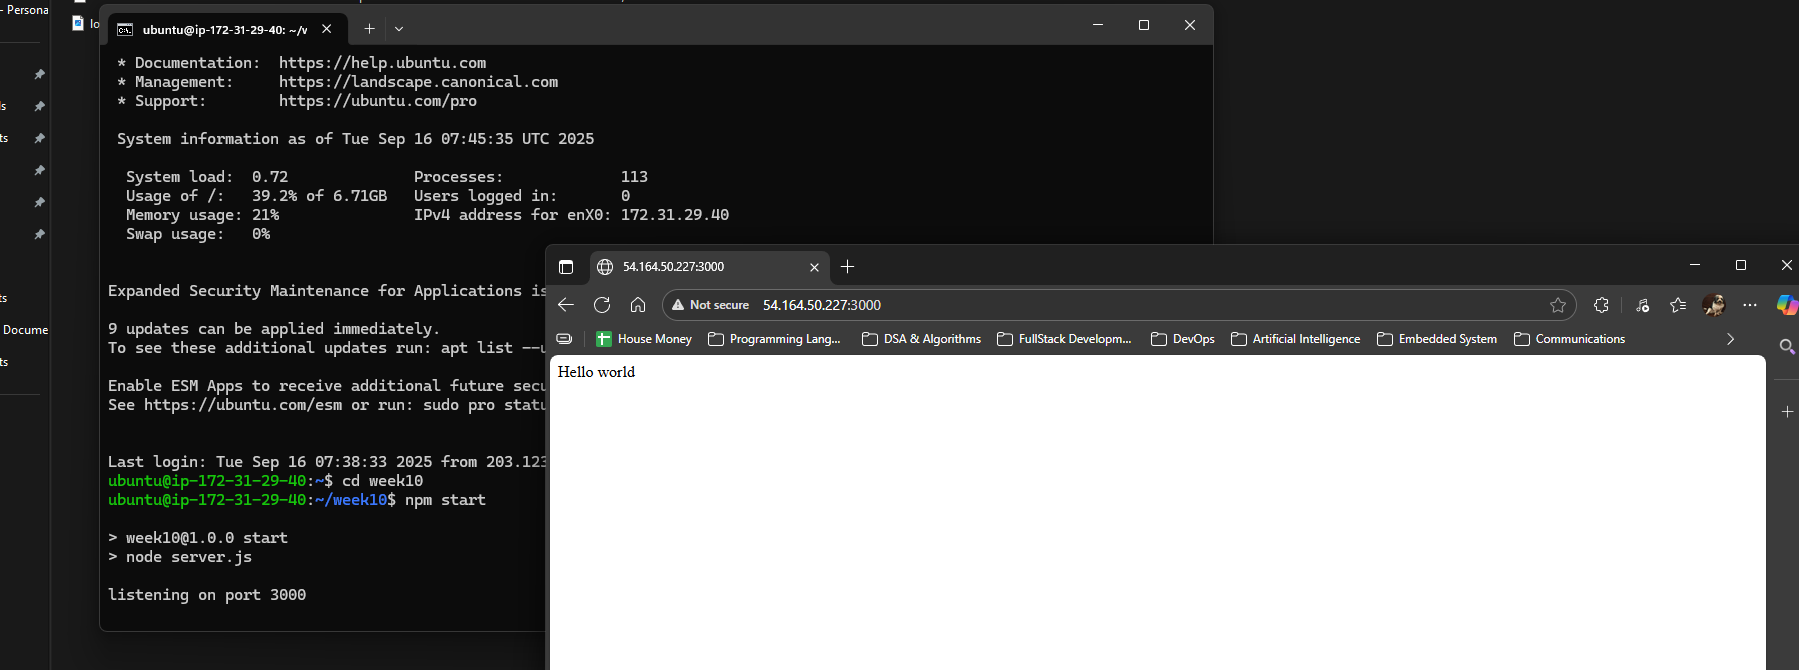 - Persona
lo
ls
ts
ts
Docume
ts
ubuntu@ip-172-31-29-40: ~/v
* Documentation:  https://help.ubuntu.com
* Management:     https://landscape.canonical.com
* Support:        https://ubuntu.com/pro
System information as of Tue Sep 16 07:45:35 UTC 2025
System load:  0.72              Processes:             113
Usage of /:   39.2% of 6.71GB   Users logged in:       0
Memory usage: 21%               IPv4 address for enX0: 172.31.29.40
Swap usage:   0%
Expanded Security Maintenance for Applications is
9 updates can be applied immediately.
To see these additional updates run: apt list --u
Enable ESM Apps to receive additional future secu
See https://ubuntu.com/esm or run: sudo pro statu
Last login: Tue Sep 16 07:38:33 2025 from 203.123
ubuntu@ip-172-31-29-40:~$ cd week10
ubuntu@ip-172-31-29-40:~/week10$ npm start
> week10@1.0.0 start
> node server.js
listening on port 3000
54.164.50.227:3000
Not secure 54.164.50.227:3000
House Money Programming Lang... DSA & Algorithms FullStack Developm... DevOps Artificial Intelligence Embedded System Communications
Hello world